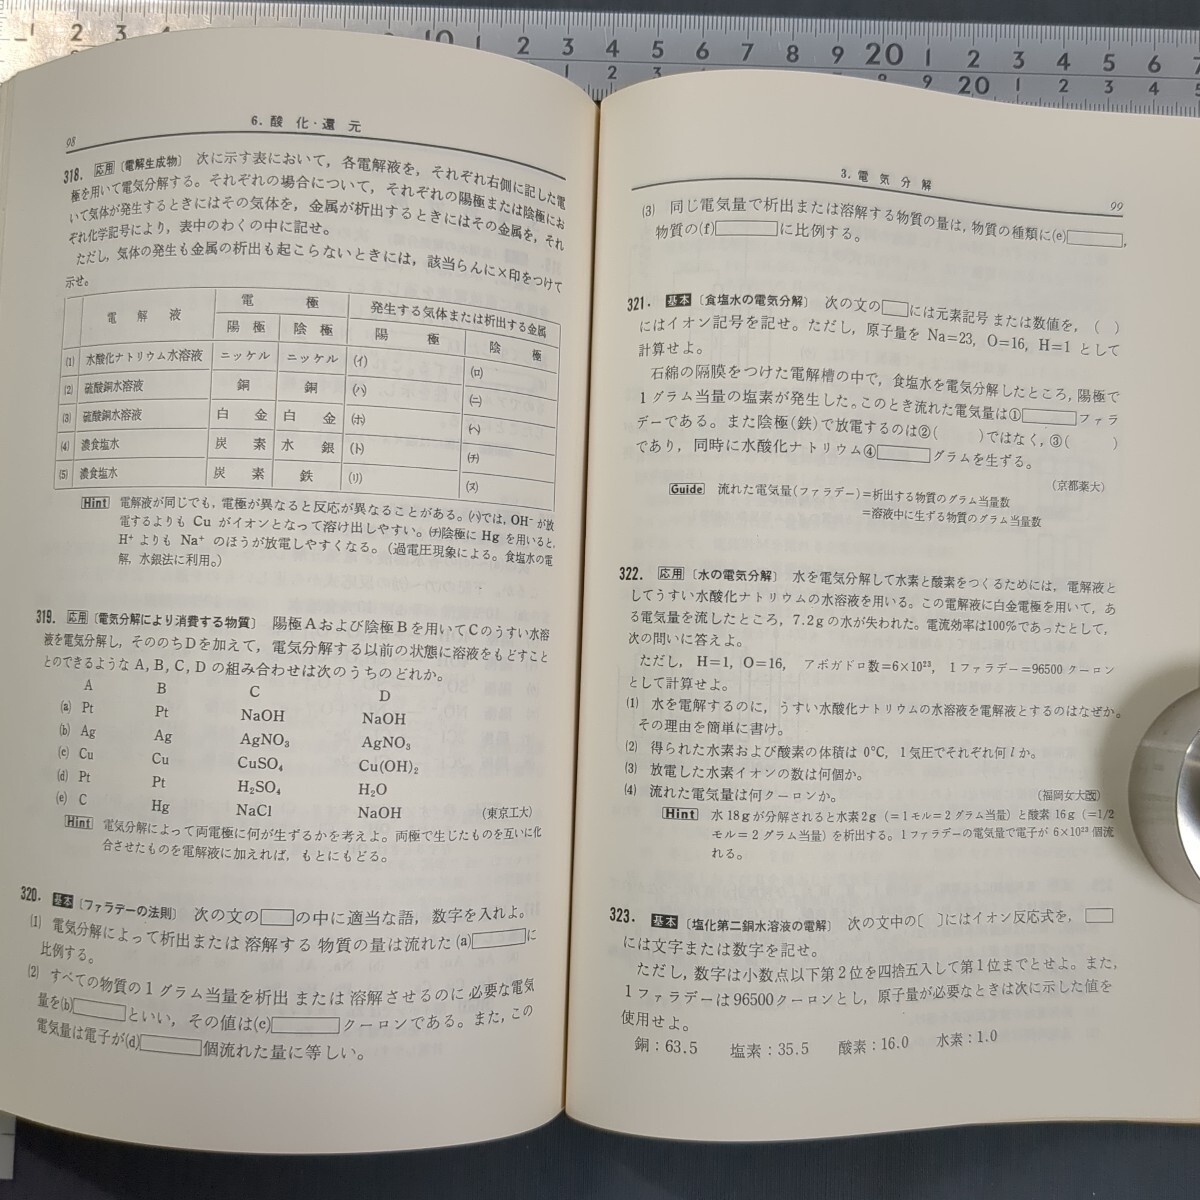 98
6. 酸化・還元
318. 応用 〔電解生成物〕 次に示す表において，各電解液を，それぞれ右側に記した電
極を用いて電気分解する。それぞれの場合について，それぞれの陽極または陰極にお
いて気体が発生するときにはその気体を，金属が析出するときにはその金属を，それ
ぞれ化学記号により，表中のわくの中に記せ。
ただし，気体の発生も金属の析出も起こらないときには，該当らんに×印をつけて
示せ。
電解液 電極 発生する気体または析出する金属
陽極 陰極 陽極 陰極
(1) 水酸化ナトリウム水溶液 ニッケル ニッケル (イ) (ロ)
(2) 硫酸銅水溶液 銅 銅 (ハ) (ニ)
(3) 硫酸銅水溶液 白金 白金 (ホ) (ヘ)
(4) 濃食塩水 炭素 水銀 (ト) (チ)
(5) 濃食塩水 炭素 鉄 (リ) (ヌ)
Hint 電解液が同じでも，電極が異なると反応が異なることがある。(ハ)では，OH⁻が放
電するよりも Cu がイオンとなって溶け出しやすい。(チ)陰極に Hg を用いると，
H⁺ よりも Na⁺ のほうが放電しやすくなる。（過電圧現象による。食塩水の電
解，水銀法に利用。）
319. 応用 〔電気分解により消費する物質〕 陽極Aおよび陰極Bを用いてCのうすい水溶
液を電気分解し，そののちDを加えて，電気分解する以前の状態に溶液をもどすこと
とのできるような A, B, C, D の組み合わせは次のうちのどれか。
A B C D
(a) Pt Pt NaOH NaOH
(b) Ag Ag AgNO₃ AgNO₃
(c) Cu Cu CuSO₄ Cu(OH)₂
(d) Pt Pt H₂SO₄ H₂O
(e) C Hg NaCl NaOH (東京工大)
Hint 電気分解によって両電極に何が生ずるかを考えよ。両極で生じたものを互いに化
合させたものを電解液に加えれば，もとにもどる。
320. 基本 〔ファラデーの法則〕 次の文の□の中に適当な語，数字を入れよ。
(1) 電気分解によって析出または溶解する物質の量は流れた(a)□に
比例する。
(2) すべての物質の1グラム当量を析出または溶解させるのに必要な電気
量を(b)□といい，その値は(c)□クーロンである。また，この
電気量は電子が(d)□個流れた量に等しい。
3. 電気分解
99
(3) 同じ電気量で析出または溶解する物質の量は，物質の種類に(e)□，
物質の(f)□に比例する。
321. 基本 〔食塩水の電気分解〕 次の文の□には元素記号または数値を，（ ）
にはイオン記号を記せ。ただし，原子量を Na=23, O=16, H=1 として
計算せよ。
石綿の隔膜をつけた電解槽の中で，食塩水を電気分解したところ，陽極で
1グラム当量の塩素が発生した。このとき流れた電気量は①□ファラ
デーである。また陰極(鉄)で放電するのは②( )ではなく，③( )
であり，同時に水酸化ナトリウム④□グラムを生ずる。
(京都薬大)
Guide 流れた電気量(ファラデー)=析出する物質のグラム当量数
=溶液中に生ずる物質のグラム当量数
322. 応用 〔水の電気分解〕 水を電気分解して水素と酸素をつくるためには，電解液と
してうすい水酸化ナトリウムの水溶液を用いる。この電解液に白金電極を用いて，あ
る電気量を流したところ，7.2gの水が失われた。電流効率は100%であったとして，
次の問いに答えよ。
ただし，H=1, O=16, アボガドロ数=6×10²³, 1ファラデー=96500クーロン
として計算せよ。
(1) 水を電解するのに，うすい水酸化ナトリウムの水溶液を電解液とするのはなぜか。
その理由を簡単に書け。
(2) 得られた水素および酸素の体積は 0°C, 1気圧でそれぞれ何lか。
(3) 放電した水素イオンの数は何個か。
(4) 流れた電気量は何クーロンか。 (福岡女大改)
Hint 水18gが分解されると水素2g(=1モル=2グラム当量)と酸素16g(=1/2
モル=2グラム当量)を析出する。1ファラデーの電気量で電子が 6×10²³ 個流
れる。
323. 基本 〔塩化第二銅水溶液の電解〕 次の文中の〔 〕にはイオン反応式を，□
には文字または数字を記せ。
ただし，数字は小数点以下第2位を四捨五入して第1位までとせよ。また，
1ファラデーは96500クーロンとし，原子量が必要なときは次に示した値を
使用せよ。
銅：63.5 塩素：35.5 酸素：16.0 水素：1.0